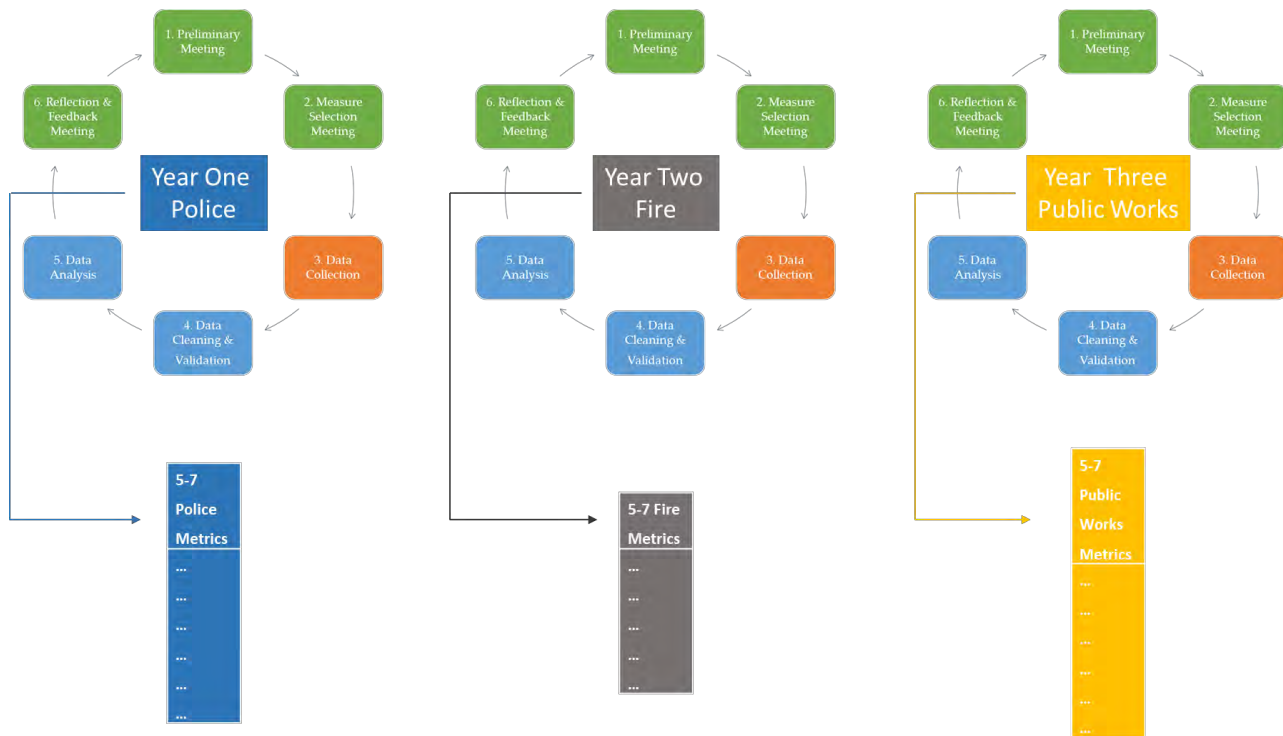 1. Preliminary
Meeting
2. Measure
Selection
Meeting
3. Data
Collection
4. Data
Cleaning &
Validation
5. Data
Analysis
6. Reflection &
Feedback
Meeting
Year One
Police
5-7
Police
Metrics
...
...
...
...
...
...
1. Preliminary
Meeting
2. Measure
Selection
Meeting
3. Data
Collection
4. Data
Cleaning &
Validation
5. Data
Analysis
6. Reflection &
Feedback
Meeting
Year Two
Fire
5-7 Fire
Metrics
...
...
...
...
...
1. Preliminary
Meeting
2. Measure
Selection
Meeting
3. Data
Collection
4. Data
Cleaning &
Validation
5. Data
Analysis
6. Reflection &
Feedback
Meeting
Year Three
Public Works
5-7
Public
Works
Metrics
...
...
...
...
...
...